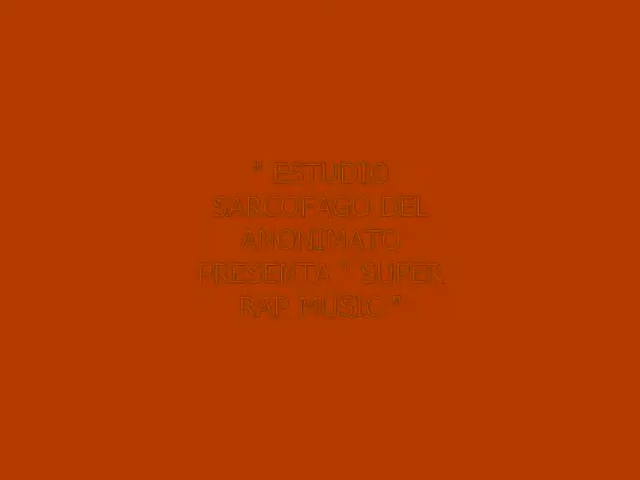 " ESTUDIO
SARCOFAGO DEL
ANONIMATO
PRESENTA " SUPER
RAP MUSIC "